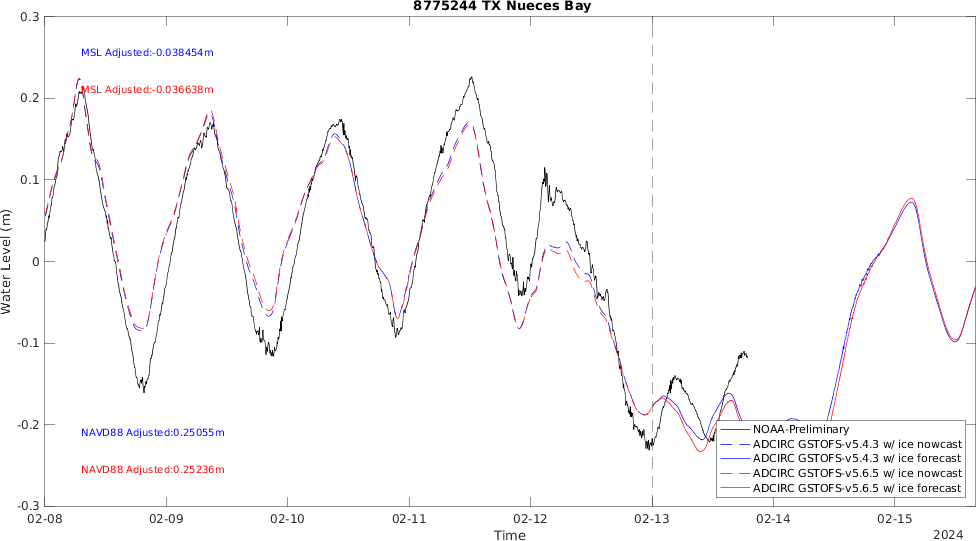 8775244 TX Nueces Bay
0.3
0.2
0.1
0
-0.1
-0.2
-0.3
Water Level (m)
MSL Adjusted:-0.038454m
MSL Adjusted:-0.036638m
NAVD88 Adjusted:0.25055m
NAVD88 Adjusted:0.25236m
NOAA-Preliminary
ADCIRC GSTOFS-v5.4.3 w/ ice nowcast
ADCIRC GSTOFS-v5.4.3 w/ ice forecast
ADCIRC GSTOFS-v5.6.5 w/ ice nowcast
ADCIRC GSTOFS-v5.6.5 w/ ice forecast
02-08 02-09 02-10 02-11 02-12 02-13 02-14 02-15
Time
2024